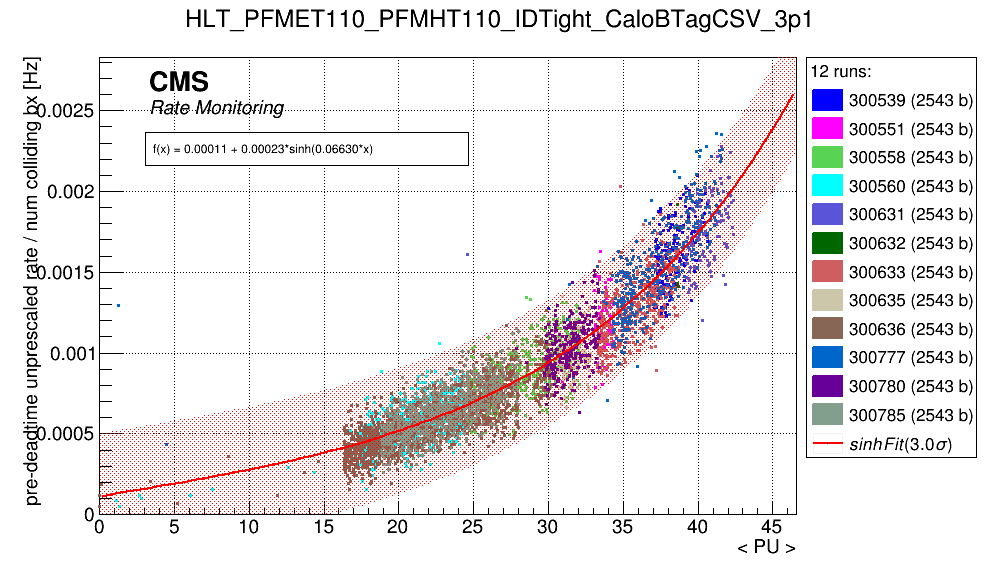 HLT_PFMET110_PFMHT110_IDTight_CaloBTagCSV_3p1
pre-deadtime unprescaled rate / num colliding bx [Hz]
CMS
Rate Monitoring
f(x) = 0.00011 + 0.00023*sinh(0.06630*x)
0.0025
0.002
0.0015
0.001
0.0005
0
0 5 10 15 20 25 30 35 40 45
< PU >
12 runs:
300539 (2543 b)
300551 (2543 b)
300558 (2543 b)
300560 (2543 b)
300631 (2543 b)
300632 (2543 b)
300633 (2543 b)
300635 (2543 b)
300636 (2543 b)
300777 (2543 b)
300780 (2543 b)
300785 (2543 b)
sinhFit(3.0σ)